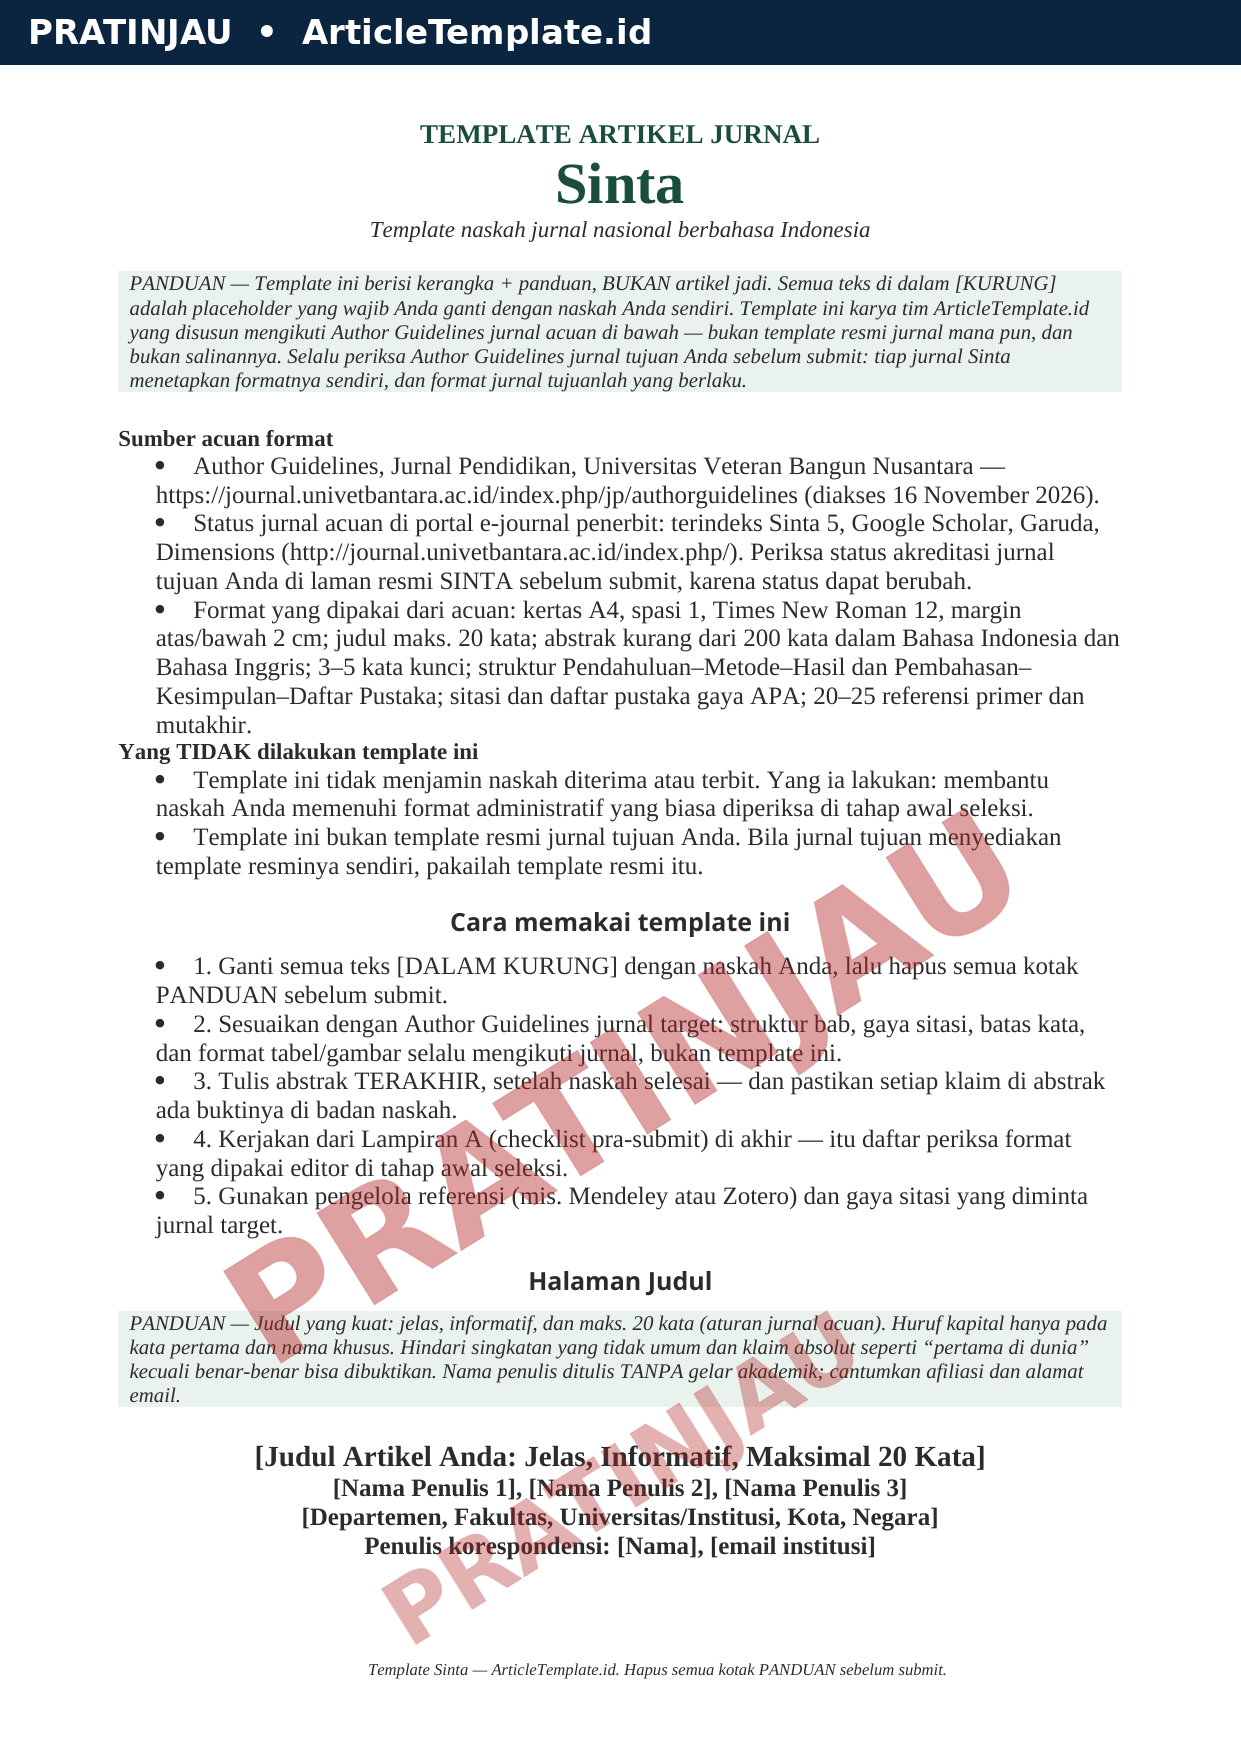 PRATINJAU • ArticleTemplate.id
TEMPLATE ARTIKEL JURNAL
Sinta
Template naskah jurnal nasional berbahasa Indonesia
PANDUAN — Template ini berisi kerangka + panduan, BUKAN artikel jadi. Semua teks di dalam [KURUNG]
adalah placeholder yang wajib Anda ganti dengan naskah Anda sendiri. Template ini karya tim ArticleTemplate.id
yang disusun mengikuti Author Guidelines jurnal acuan di bawah — bukan template resmi jurnal mana pun, dan
bukan salinannya. Selalu periksa Author Guidelines jurnal tujuan Anda sebelum submit: tiap jurnal Sinta
menetapkan formatnya sendiri, dan format jurnal tujuanlah yang berlaku.
Sumber acuan format
• Author Guidelines, Jurnal Pendidikan, Universitas Veteran Bangun Nusantara —
https://journal.univetbantara.ac.id/index.php/jp/authorguidelines (diakses 16 November 2026).
• Status jurnal acuan di portal e-journal penerbit: terindeks Sinta 5, Google Scholar, Garuda,
Dimensions (http://journal.univetbantara.ac.id/index.php/). Periksa status akreditasi jurnal
tujuan Anda di laman resmi SINTA sebelum submit, karena status dapat berubah.
• Format yang dipakai dari acuan: kertas A4, spasi 1, Times New Roman 12, margin
atas/bawah 2 cm; judul maks. 20 kata; abstrak kurang dari 200 kata dalam Bahasa Indonesia dan
Bahasa Inggris; 3–5 kata kunci; struktur Pendahuluan–Metode–Hasil dan Pembahasan–
Kesimpulan–Daftar Pustaka; sitasi dan daftar pustaka gaya APA; 20–25 referensi primer dan
mutakhir.
Yang TIDAK dilakukan template ini
• Template ini tidak menjamin naskah diterima atau terbit. Yang ia lakukan: membantu
naskah Anda memenuhi format administratif yang biasa diperiksa di tahap awal seleksi.
• Template ini bukan template resmi jurnal tujuan Anda. Bila jurnal tujuan menyediakan
template resminya sendiri, pakailah template resmi itu.
Cara memakai template ini
• 1. Ganti semua teks [DALAM KURUNG] dengan naskah Anda, lalu hapus semua kotak
PANDUAN sebelum submit.
• 2. Sesuaikan dengan Author Guidelines jurnal target: struktur bab, gaya sitasi, batas kata,
dan format tabel/gambar selalu mengikuti jurnal, bukan template ini.
• 3. Tulis abstrak TERAKHIR, setelah naskah selesai — dan pastikan setiap klaim di abstrak
ada buktinya di badan naskah.
• 4. Kerjakan dari Lampiran A (checklist pra-submit) di akhir — itu daftar periksa format
yang dipakai editor di tahap awal seleksi.
• 5. Gunakan pengelola referensi (mis. Mendeley atau Zotero) dan gaya sitasi yang diminta
jurnal target.
PRATINJAU
Halaman Judul
PANDUAN — Judul yang kuat: jelas, informatif, dan maks. 20 kata (aturan jurnal acuan). Huruf kapital hanya pada
kata pertama dan nama khusus. Hindari singkatan yang tidak umum dan klaim absolut seperti “pertama di dunia”
kecuali benar-benar bisa dibuktikan. Nama penulis ditulis TANPA gelar akademik; cantumkan afiliasi dan alamat
email.
[Judul Artikel Anda: Jelas, Informatif, Maksimal 20 Kata]
[Nama Penulis 1], [Nama Penulis 2], [Nama Penulis 3]
[Departemen, Fakultas, Universitas/Institusi, Kota, Negara]
Penulis korespondensi: [Nama], [email institusi]
PRATINJAU
Template Sinta — ArticleTemplate.id. Hapus semua kotak PANDUAN sebelum submit.